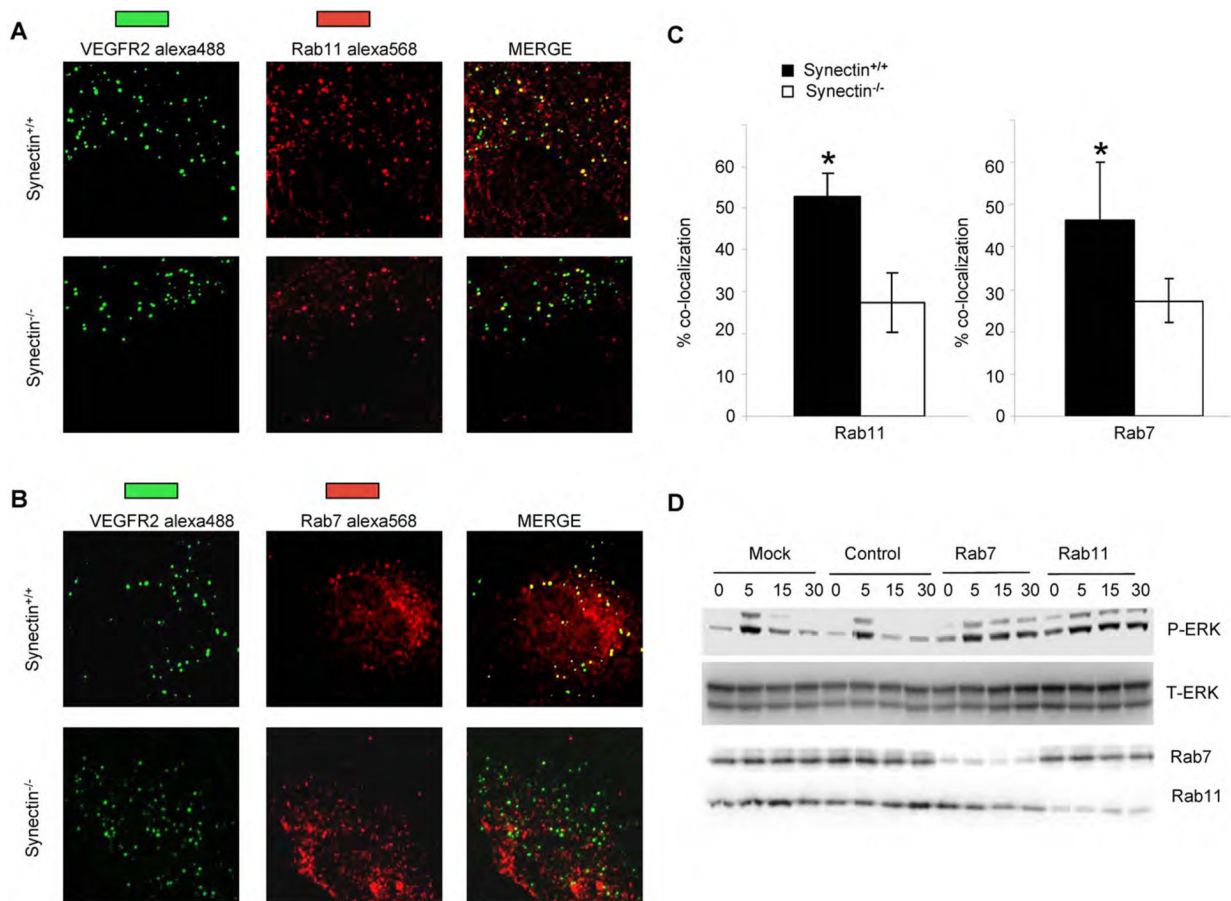 A
VEGFR2 alexa488 Rab11 alexa568 MERGE
Synectin+/+
Synectin-/-
B
VEGFR2 alexa488 Rab7 alexa568 MERGE
Synectin+/+
Synectin-/-
C
Synectin+/+
Synectin-/-
% co-localization
60
50
40
30
20
10
0
Rab11
*
% co-localization
60
50
40
30
20
10
0
Rab7
*
D
Mock Control Rab7 Rab11
0 5 15 30 0 5 15 30 0 5 15 30 0 5 15 30
P-ERK
T-ERK
Rab7
Rab11